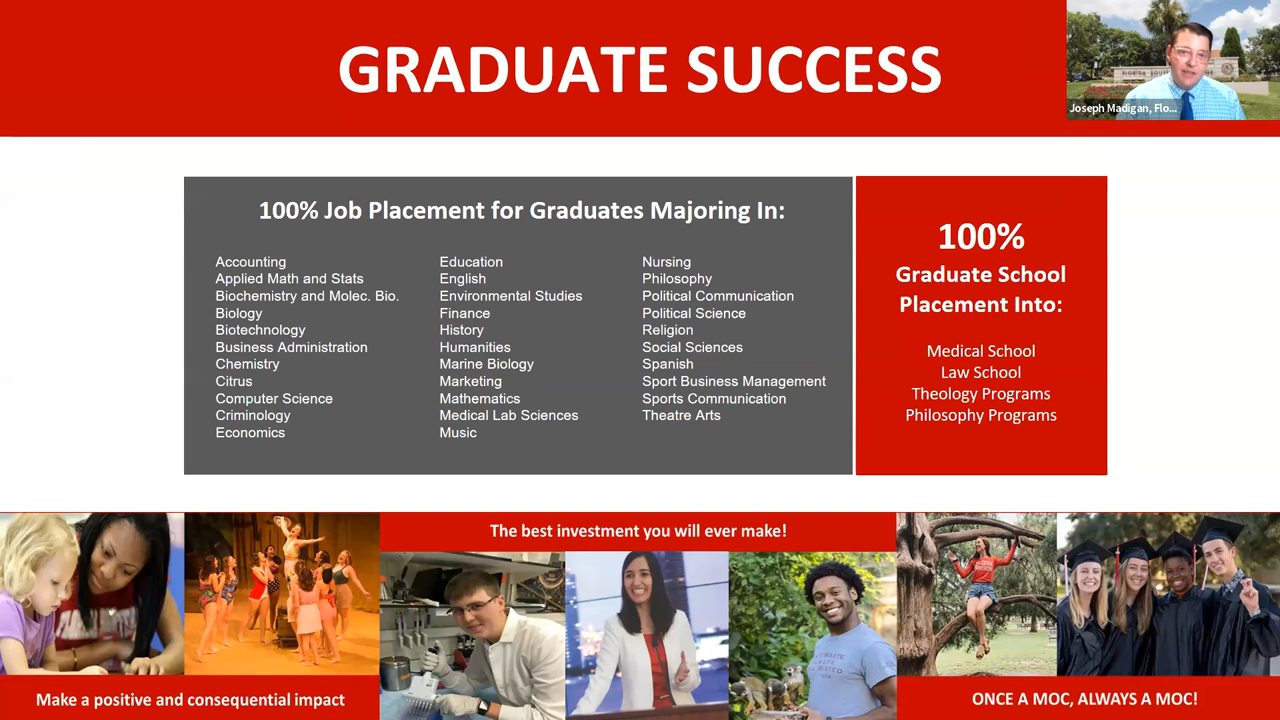 GRADUATE SUCCESS
Joseph Madigan, Flo...
100% Job Placement for Graduates Majoring In:
Accounting
Applied Math and Stats
Biochemistry and Molec. Bio.
Biology
Biotechnology
Business Administration
Chemistry
Citrus
Computer Science
Criminology
Economics
Education
English
Environmental Studies
Finance
History
Humanities
Marine Biology
Marketing
Mathematics
Medical Lab Sciences
Music
Nursing
Philosophy
Political Communication
Political Science
Religion
Social Sciences
Spanish
Sport Business Management
Sports Communication
Theatre Arts
100%
Graduate School
Placement Into:
Medical School
Law School
Theology Programs
Philosophy Programs
The best investment you will ever make!
Make a positive and consequential impact
ONCE A MOC, ALWAYS A MOC!